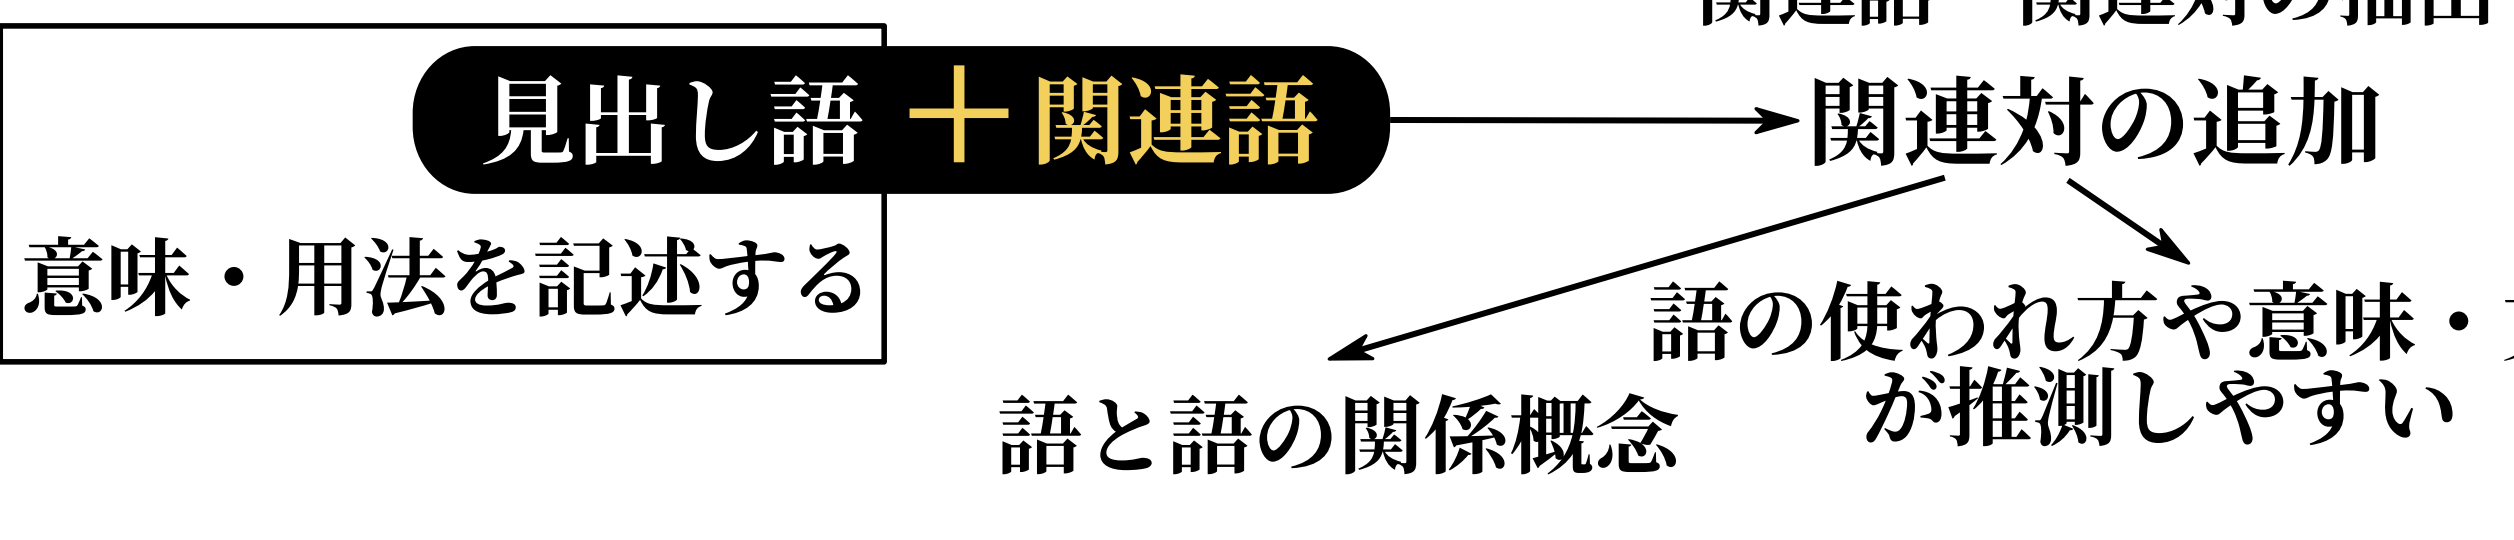 見出し語 + 関連語
関連付けの追加
意味・用法を記述する
語の使われ方や意味・
が推測しやすい
語と語の関係概念